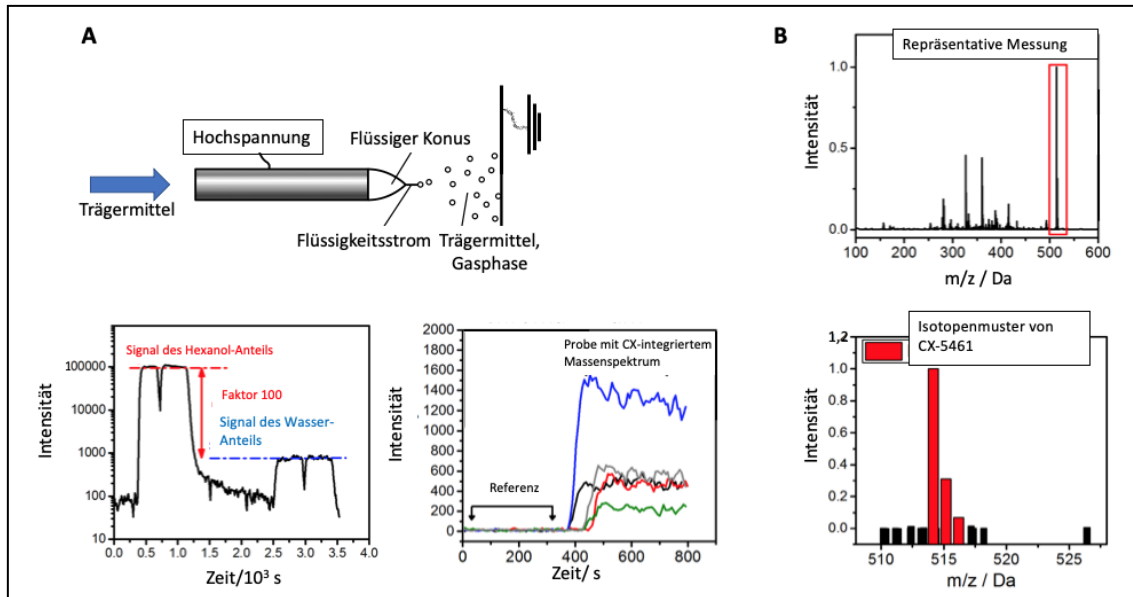 A
Hochspannung
Flüssiger Konus
Trägermittel
Flüssigkeitsstrom
Trägermittel,
Gasphase
B
Repräsentative Messung
Intensität
1.0
0.5
0.0
100 200 300 400 500 600
m/z / Da
Signal des Hexanol-Anteils
Faktor 100
Signal des Wasser-
Anteils
Intensität
100000
10000
1000
100
10
0.0 0.5 1.0 1.5 2.0 2.5 3.0 3.5 4.0
Zeit/10³ s
Probe mit CX-integriertem
Massenspektrum
Referenz
Intensität
2000
1800
1600
1400
1200
1000
800
600
400
200
0
0 200 400 600 800 1000
Zeit/ s
Isotopenmuster von
CX-5461
Intensität
1,2
1.0
0.8
0.6
0.4
0.2
0.0
510 515 520 525
m/z / Da